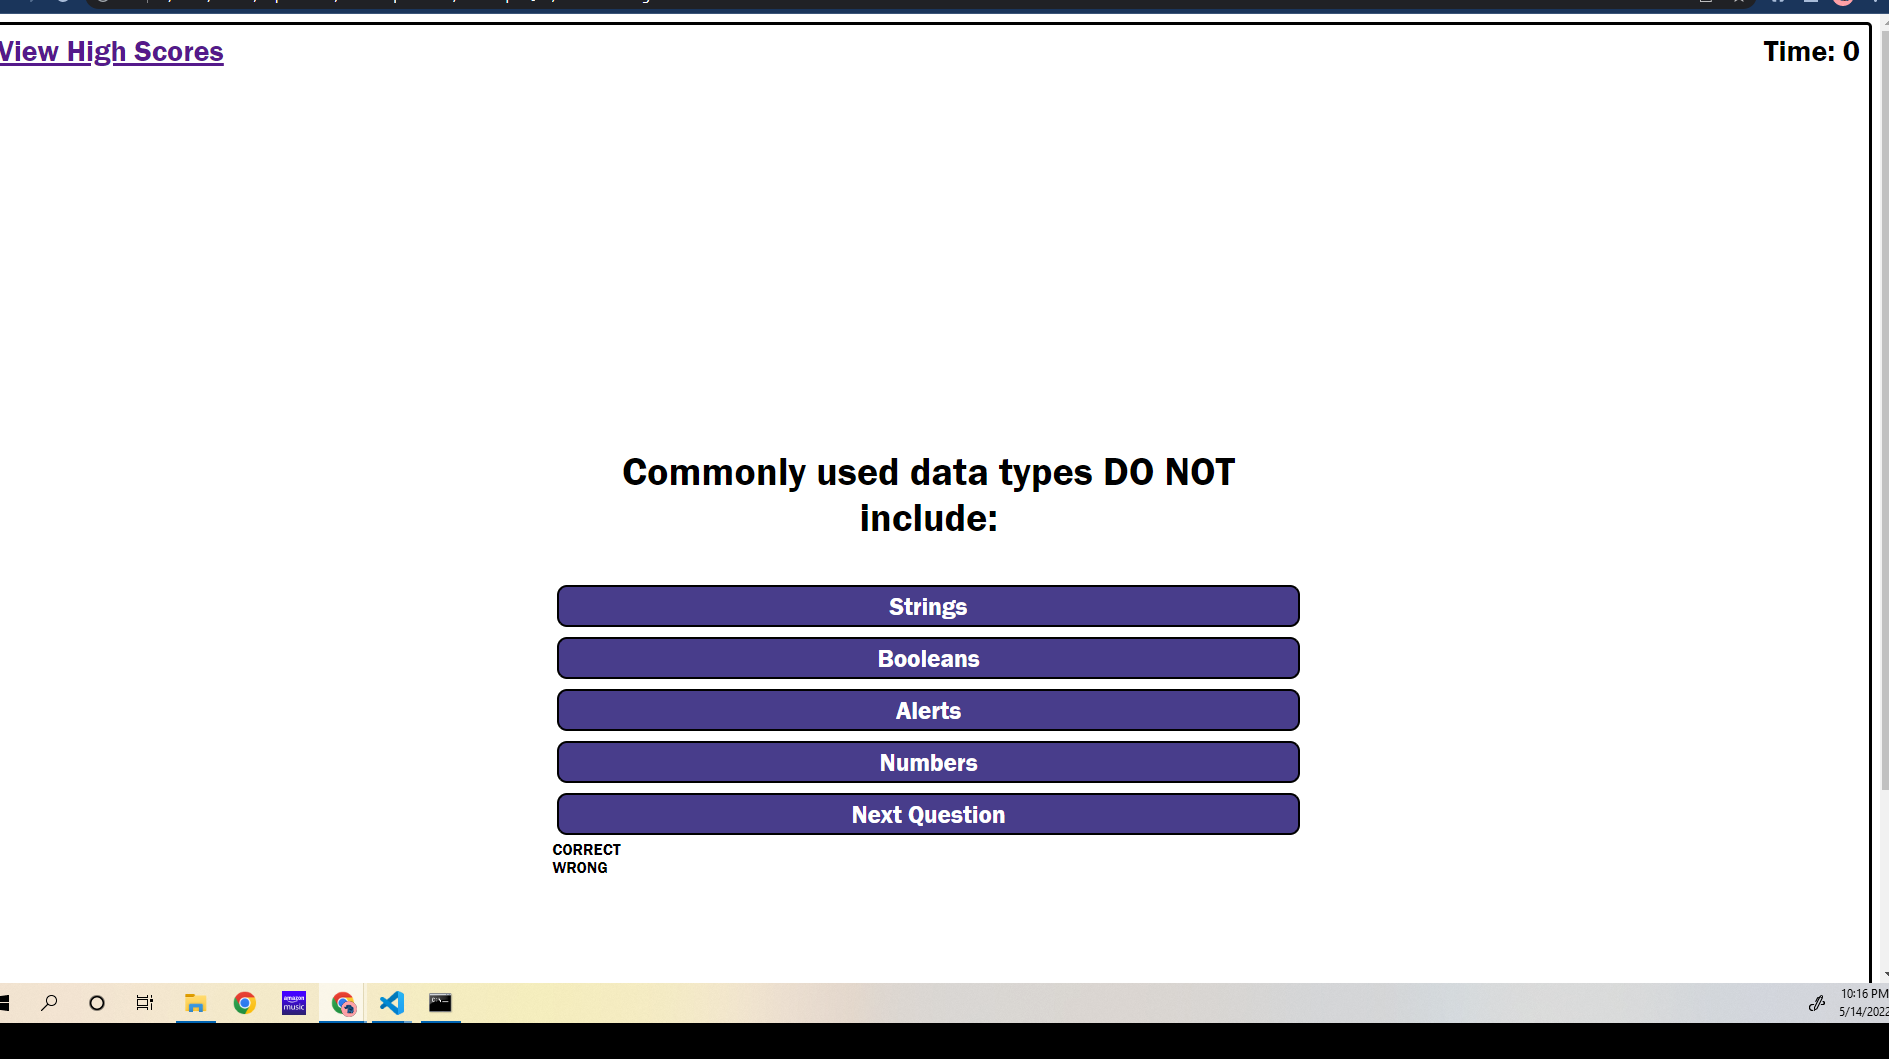 View High Scores
Time: 0
Commonly used data types DO NOT
include:
Strings
Booleans
Alerts
Numbers
Next Question
CORRECT
WRONG
amazon
music
10:16 PM
5/14/2022